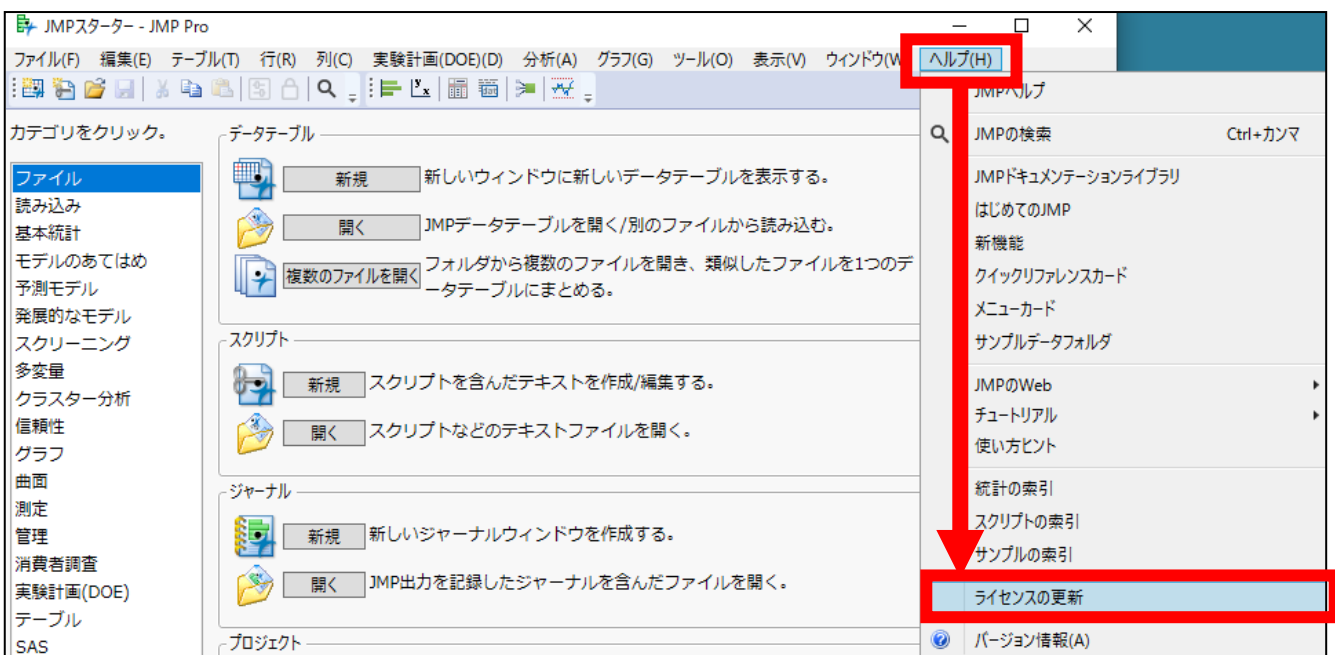 JMPスターター - JMP Pro
ファイル(F) 編集(E) テーブル(T) 行(R) 列(C) 実験計画(DOE)(D) 分析(A) グラフ(G) ツール(O) 表示(V) ウィンドウ(W ヘルプ(H)
カテゴリをクリック。
ファイル
読み込み
基本統計
モデルのあてはめ
予測モデル
発展的なモデル
スクリーニング
多変量
クラスター分析
信頼性
グラフ
曲面
測定
管理
消費者調査
実験計画(DOE)
テーブル
SAS
データテーブル
新規 新しいウィンドウに新しいデータテーブルを表示する。
開く JMPデータテーブルを開く/別のファイルから読み込む。
複数のファイルを開く フォルダから複数のファイルを開き、類似したファイルを1つのデ
ータテーブルにまとめる。
スクリプト
新規 スクリプトを含んだテキストを作成/編集する。
開く スクリプトなどのテキストファイルを開く。
ジャーナル
新規 新しいジャーナルウィンドウを作成する。
開く JMP出力を記録したジャーナルを含んだファイルを開く。
プロジェクト
JMPヘルプ
JMPの検索 Ctrl+カンマ
JMPドキュメンテーションライブラリ
はじめてのJMP
新機能
クイックリファレンスカード
メニューカード
サンプルデータフォルダ
JMPのWeb
チュートリアル
使い方ヒント
統計の索引
スクリプトの索引
サンプルの索引
ライセンスの更新
バージョン情報(A)